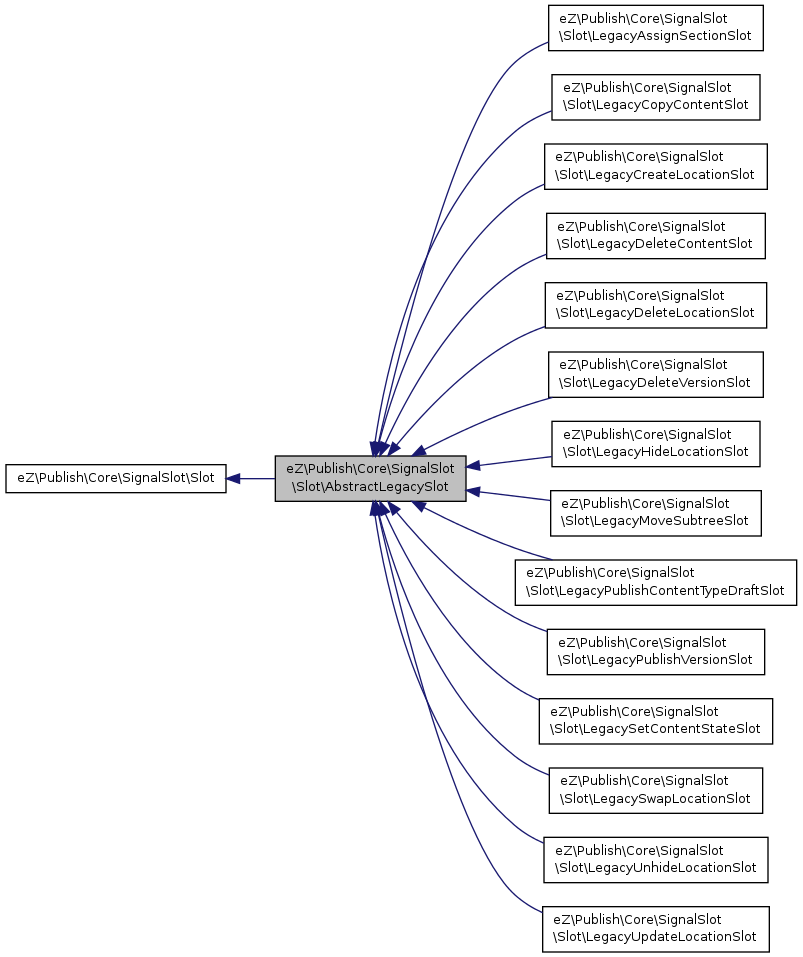 eZ\Publish\Core\SignalSlot
\Slot\LegacyAssignSectionSlot
eZ\Publish\Core\SignalSlot
\Slot\LegacyCopyContentSlot
eZ\Publish\Core\SignalSlot
\Slot\LegacyCreateLocationSlot
eZ\Publish\Core\SignalSlot
\Slot\LegacyDeleteContentSlot
eZ\Publish\Core\SignalSlot
\Slot\LegacyDeleteLocationSlot
eZ\Publish\Core\SignalSlot
\Slot\LegacyDeleteVersionSlot
eZ\Publish\Core\SignalSlot
\Slot\LegacyHideLocationSlot
eZ\Publish\Core\SignalSlot\Slot
eZ\Publish\Core\SignalSlot
\Slot\AbstractLegacySlot
eZ\Publish\Core\SignalSlot
\Slot\LegacyMoveSubtreeSlot
eZ\Publish\Core\SignalSlot
\Slot\LegacyPublishContentTypeDraftSlot
eZ\Publish\Core\SignalSlot
\Slot\LegacyPublishVersionSlot
eZ\Publish\Core\SignalSlot
\Slot\LegacySetContentStateSlot
eZ\Publish\Core\SignalSlot
\Slot\LegacySwapLocationSlot
eZ\Publish\Core\SignalSlot
\Slot\LegacyUnhideLocationSlot
eZ\Publish\Core\SignalSlot
\Slot\LegacyUpdateLocationSlot